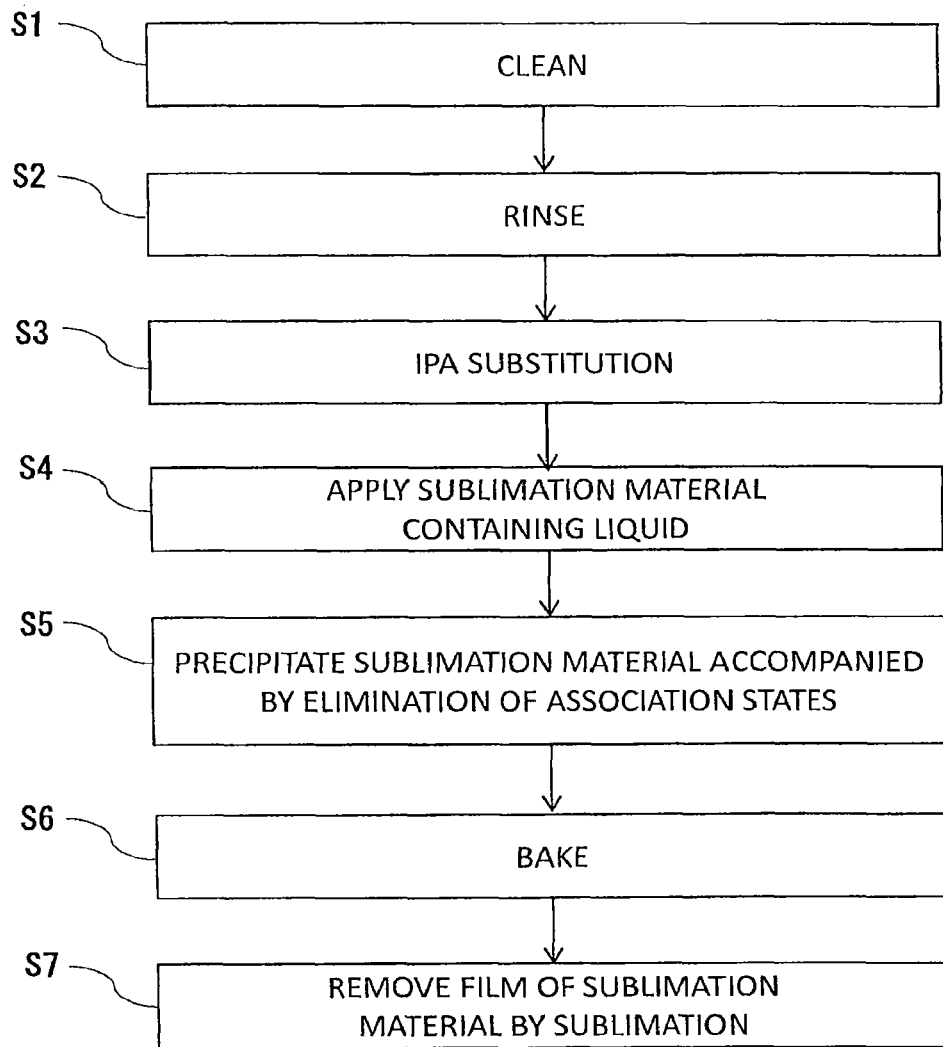 S1
CLEAN
S2
RINSE
S3
IPA SUBSTITUTION
S4
APPLY SUBLIMATION MATERIAL
CONTAINING LIQUID
S5
PRECIPITATE SUBLIMATION MATERIAL ACCOMPANIED
BY ELIMINATION OF ASSOCIATION STATES
S6
BAKE
S7
REMOVE FILM OF SUBLIMATION
MATERIAL BY SUBLIMATION